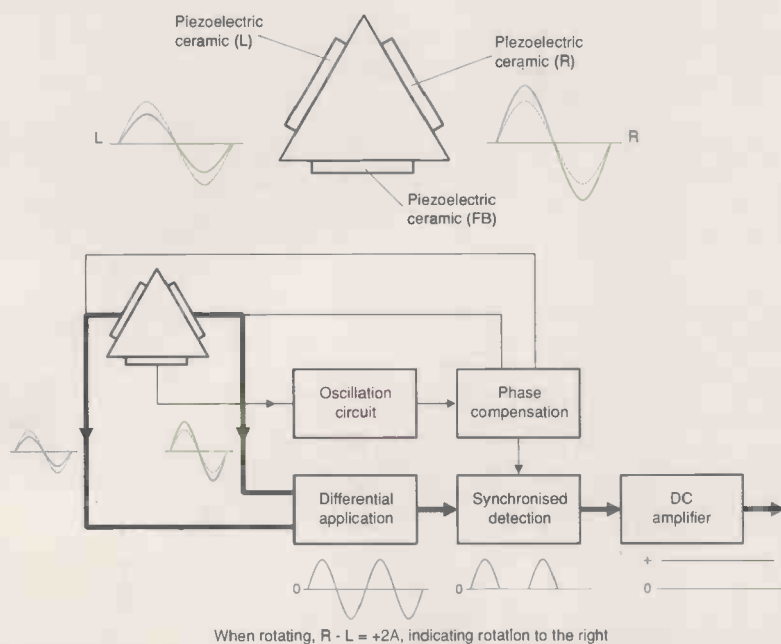 Piezoelectric
ceramic (L)
Piezoelectric
ceramic (R)
L
R
Piezoelectric
ceramic (FB)
Oscillation
circuit
Phase
compensation
Differential
application
Synchronised
detection
DC
amplifier
0
0
+
0
When rotating, R - L = +2A, indicating rotation to the right